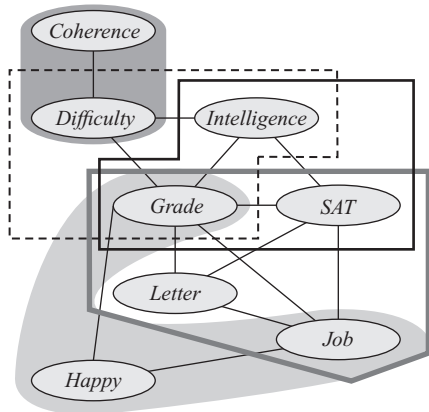 Coherence
Difficulty
Intelligence
Grade
SAT
Letter
Job
Happy